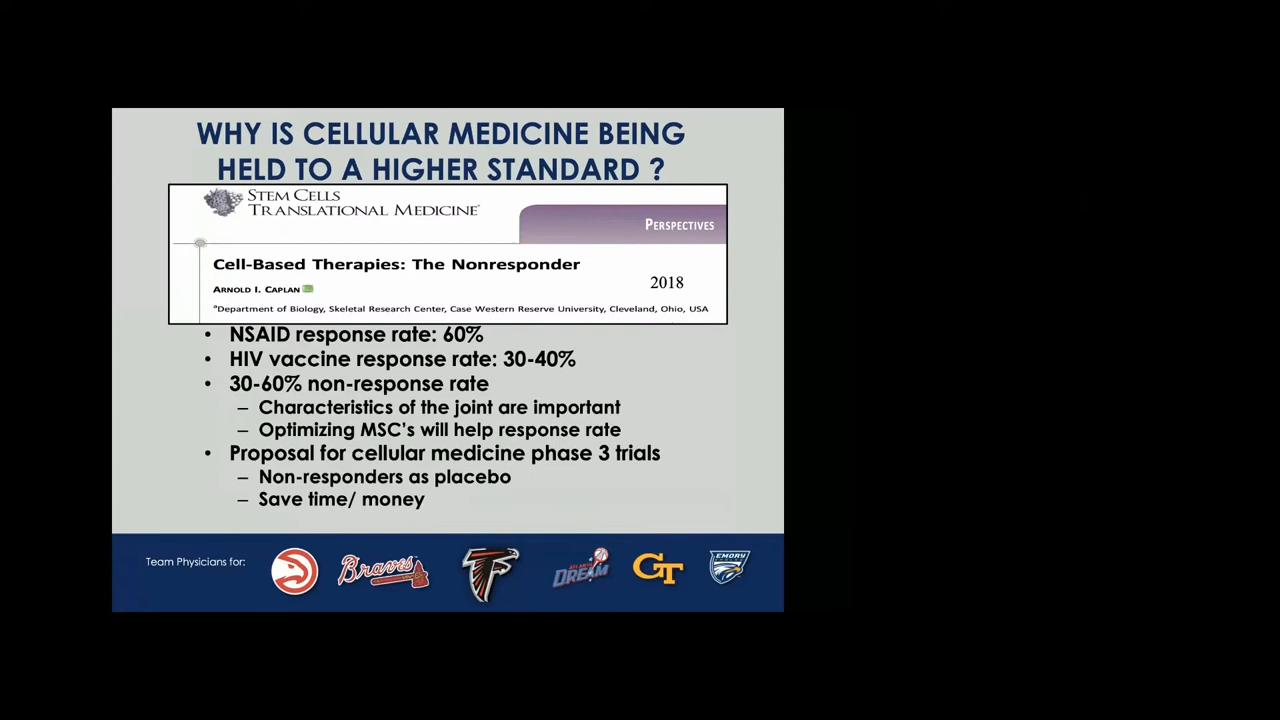 WHY IS CELLULAR MEDICINE BEING
HELD TO A HIGHER STANDARD ?
STEM CELLS
TRANSLATIONAL MEDICINE
PERSPECTIVES
Cell-Based Therapies: The Nonresponder
ARNOLD I. CAPLAN
2018
ᵃDepartment of Biology, Skeletal Research Center, Case Western Reserve University, Cleveland, Ohio, USA
• NSAID response rate: 60%
• HIV vaccine response rate: 30-40%
• 30-60% non-response rate
– Characteristics of the joint are important
– Optimizing MSC's will help response rate
• Proposal for cellular medicine phase 3 trials
– Non-responders as placebo
– Save time/ money
Team Physicians for:
Braves
ATLANTA
DREAM
GT
EMORY